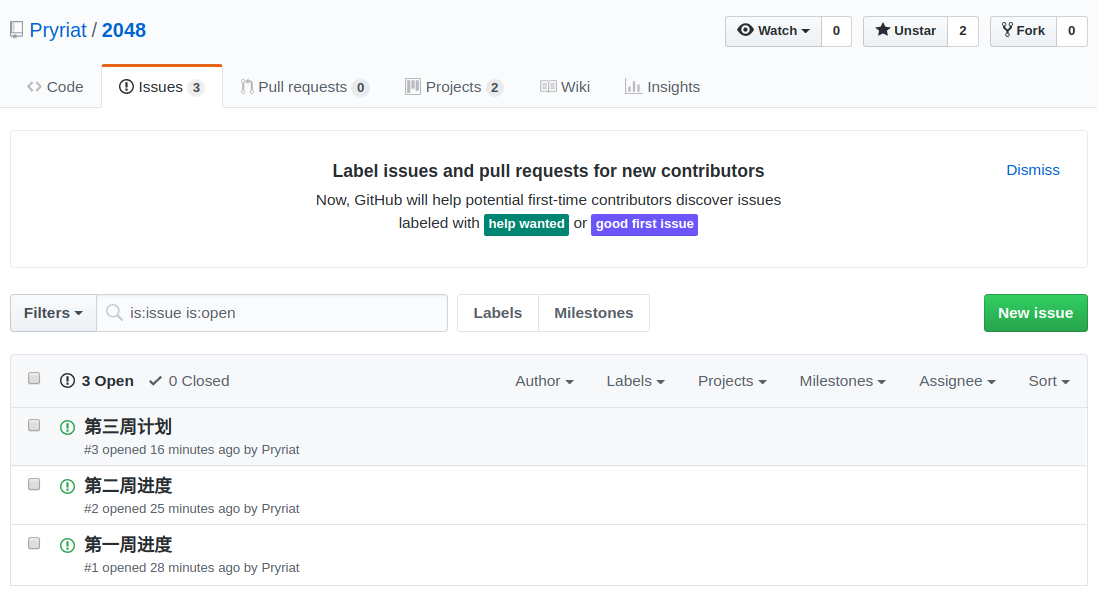 Pryriat / 2048
Watch 0 Unstar 2 Fork 0
Code Issues 3 Pull requests 0 Projects 2 Wiki Insights
Label issues and pull requests for new contributors
Dismiss
Now, GitHub will help potential first-time contributors discover issues
labeled with help wanted or good first issue
Filters is:issue is:open Labels Milestones New issue
3 Open 0 Closed Author Labels Projects Milestones Assignee Sort
第三周计划
#3 opened 16 minutes ago by Pryriat
第二周进度
#2 opened 25 minutes ago by Pryriat
第一周进度
#1 opened 28 minutes ago by Pryriat